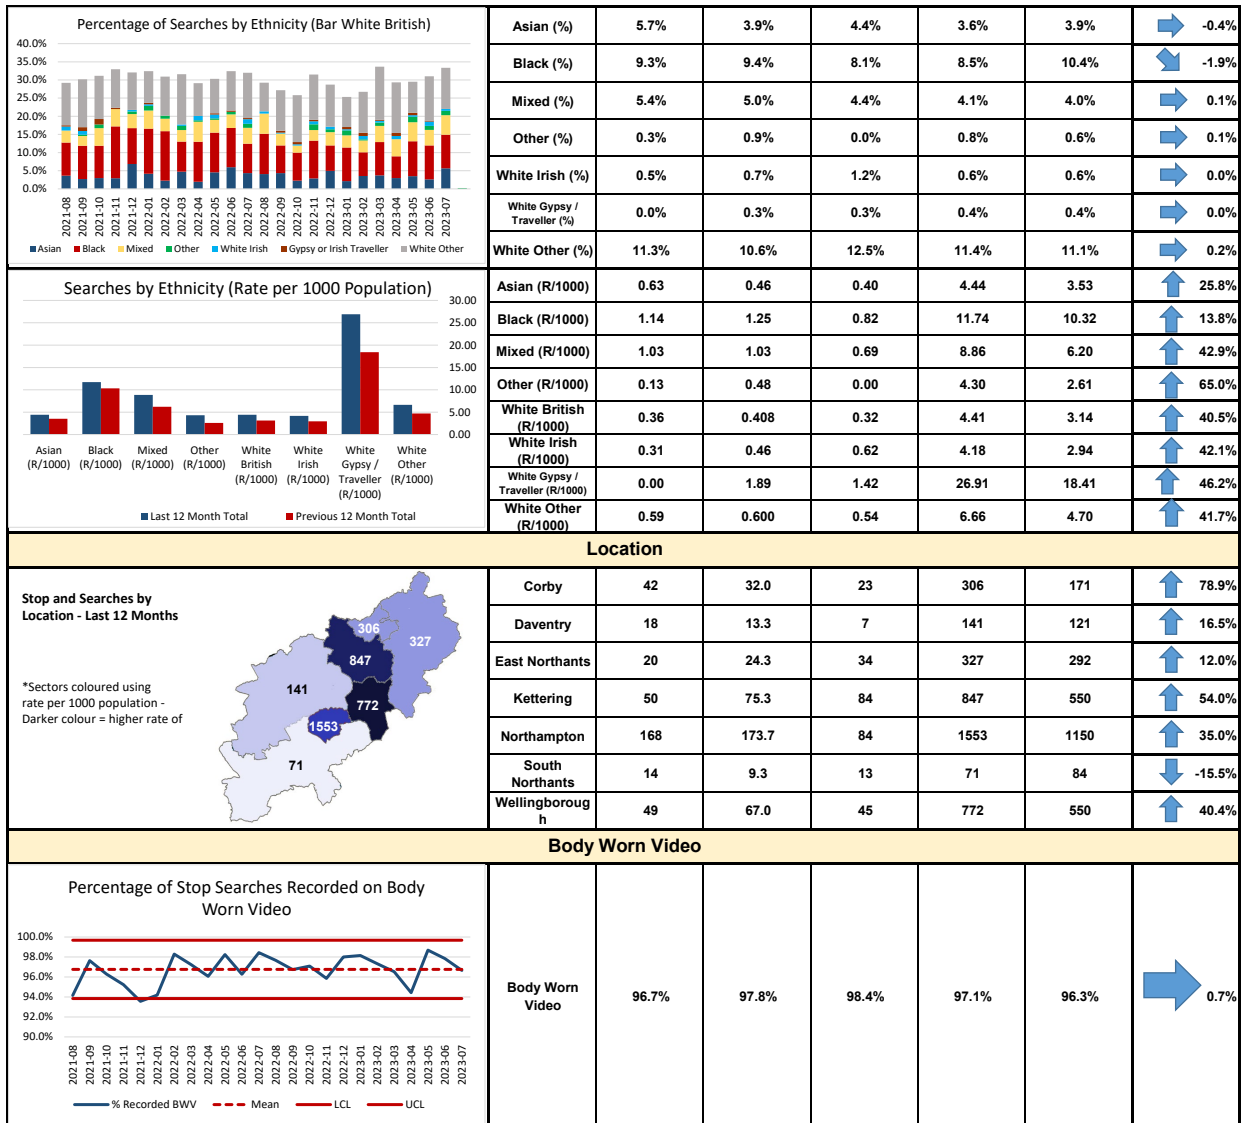 Percentage of Searches by Ethnicity (Bar White British)
40.0%
35.0%
30.0%
25.0%
20.0%
15.0%
10.0%
5.0%
0.0%
2021-08 2021-09 2021-10 2021-11 2021-12 2022-01 2022-02 2022-03 2022-04 2022-05 2022-06 2022-07 2022-08 2022-09 2022-10 2022-11 2022-12 2023-01 2023-02 2023-03 2023-04 2023-05 2023-06 2023-07
Asian Black Mixed Other White Irish Gypsy or Irish Traveller White Other
Asian (%) 5.7% 3.9% 4.4% 3.6% 3.9% -0.4%
Black (%) 9.3% 9.4% 8.1% 8.5% 10.4% -1.9%
Mixed (%) 5.4% 5.0% 4.4% 4.1% 4.0% 0.1%
Other (%) 0.3% 0.9% 0.0% 0.8% 0.6% 0.1%
White Irish (%) 0.5% 0.7% 1.2% 0.6% 0.6% 0.0%
White Gypsy /
Traveller (%) 0.0% 0.3% 0.3% 0.4% 0.4% 0.0%
White Other (%) 11.3% 10.6% 12.5% 11.4% 11.1% 0.2%
Searches by Ethnicity (Rate per 1000 Population)
30.00
25.00
20.00
15.00
10.00
5.00
0.00
Asian (R/1000)
Black (R/1000)
Mixed (R/1000)
Other (R/1000)
White British (R/1000)
White Irish (R/1000)
White Gypsy / Traveller (R/1000)
White Other (R/1000)
Last 12 Month Total Previous 12 Month Total
Asian (R/1000) 0.63 0.46 0.40 4.44 3.53 25.8%
Black (R/1000) 1.14 1.25 0.82 11.74 10.32 13.8%
Mixed (R/1000) 1.03 1.03 0.69 8.86 6.20 42.9%
Other (R/1000) 0.13 0.48 0.00 4.30 2.61 65.0%
White British
(R/1000) 0.36 0.408 0.32 4.41 3.14 40.5%
White Irish
(R/1000) 0.31 0.46 0.62 4.18 2.94 42.1%
White Gypsy /
Traveller (R/1000) 0.00 1.89 1.42 26.91 18.41 46.2%
White Other
(R/1000) 0.59 0.600 0.54 6.66 4.70 41.7%
Location
Stop and Searches by
Location - Last 12 Months
*Sectors coloured using
rate per 1000 population -
Darker colour = higher rate of
306
327
847
141
772
1553
71
Corby 42 32.0 23 306 171 78.9%
Daventry 18 13.3 7 141 121 16.5%
East Northants 20 24.3 34 327 292 12.0%
Kettering 50 75.3 84 847 550 54.0%
Northampton 168 173.7 84 1553 1150 35.0%
South
Northants 14 9.3 13 71 84 -15.5%
Wellingboroug
h 49 67.0 45 772 550 40.4%
Body Worn Video
Percentage of Stop Searches Recorded on Body
Worn Video
100.0%
98.0%
96.0%
94.0%
92.0%
90.0%
2021-08 2021-09 2021-10 2021-11 2021-12 2022-01 2022-02 2022-03 2022-04 2022-05 2022-06 2022-07 2022-08 2022-09 2022-10 2022-11 2022-12 2023-01 2023-02 2023-03 2023-04 2023-05 2023-06 2023-07
% Recorded BWV Mean LCL UCL
Body Worn
Video 96.7% 97.8% 98.4% 97.1% 96.3% 0.7%